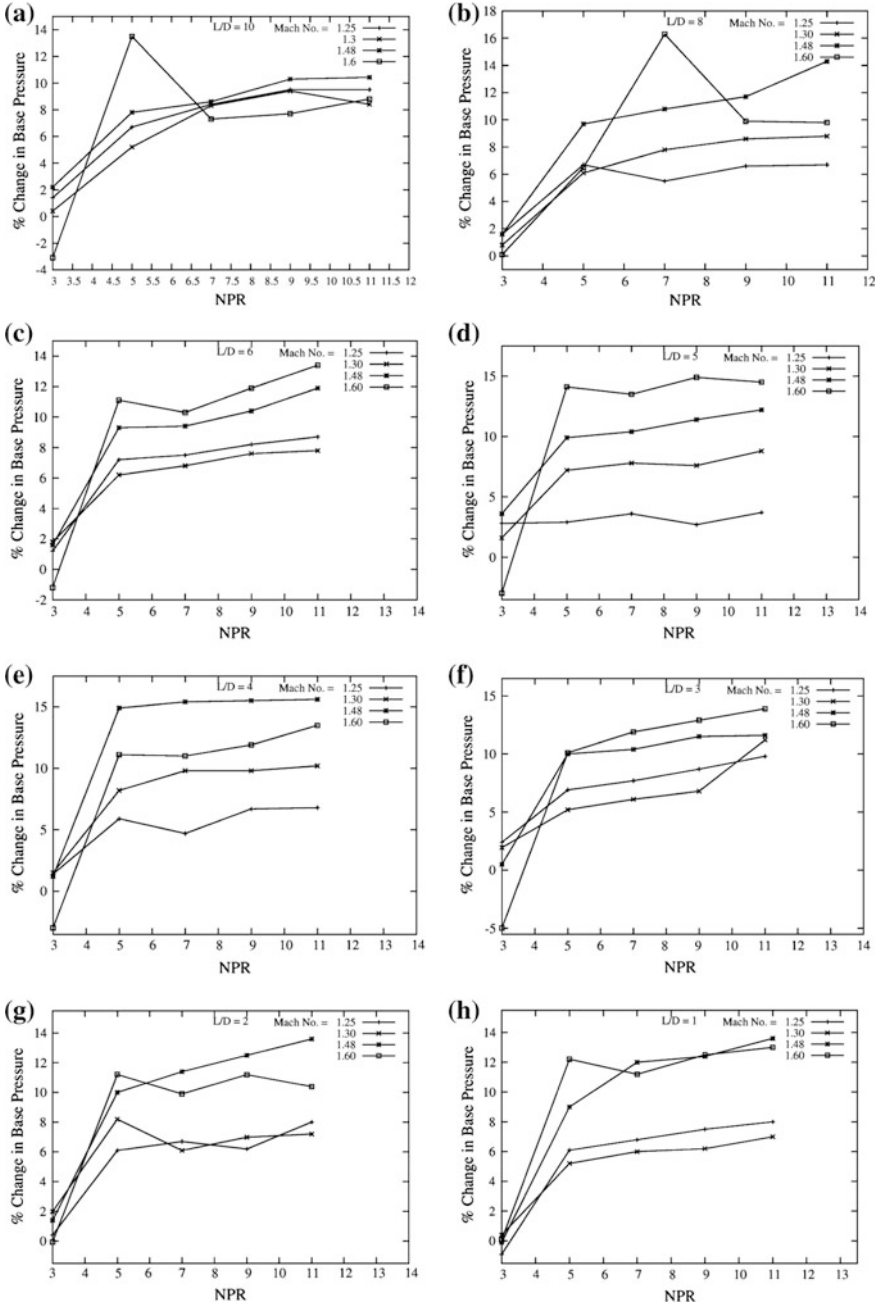 (a)
L/D = 10
Mach No. = 1.25
1.3
1.48
1.6
14
12
10
8
6
4
2
0
-2
-4
% Change in Base Pressure
3 3.5 4 4.5 5 5.5 6 6.5 7 7.5 8 8.5 9 9.5 10 10.5 11 11.5 12
NPR
(b)
L/D = 8
Mach No. = 1.25
1.30
1.48
1.60
18
16
14
12
10
8
6
4
2
0
% Change in Base Pressure
3 4 5 6 7 8 9 10 11 12
NPR
(c)
L/D = 6
Mach No. = 1.25
1.30
1.48
1.60
14
12
10
8
6
4
2
0
-2
% Change in Base Pressure
3 4 5 6 7 8 9 10 11 12 13 14
NPR
(d)
L/D = 5
Mach No. = 1.25
1.30
1.48
1.60
15
10
5
0
% Change in Base Pressure
3 4 5 6 7 8 9 10 11 12 13 14
NPR
(e)
L/D = 4
Mach No. = 1.25
1.30
1.48
1.60
15
10
5
0
% Change in Base Pressure
3 4 5 6 7 8 9 10 11 12 13 14
NPR
(f)
L/D = 3
Mach No. = 1.25
1.30
1.48
1.60
15
10
5
0
-5
% Change in Base Pressure
3 4 5 6 7 8 9 10 11 12 13 14
NPR
(g)
L/D = 2
Mach No. = 1.25
1.30
1.48
1.60
14
12
10
8
6
4
2
0
% Change in Base Pressure
3 4 5 6 7 8 9 10 11 12 13 14
NPR
(h)
L/D = 1
Mach No. = 1.25
1.30
1.48
1.60
14
12
10
8
6
4
2
0
% Change in Base Pressure
3 4 5 6 7 8 9 10 11 12 13
NPR